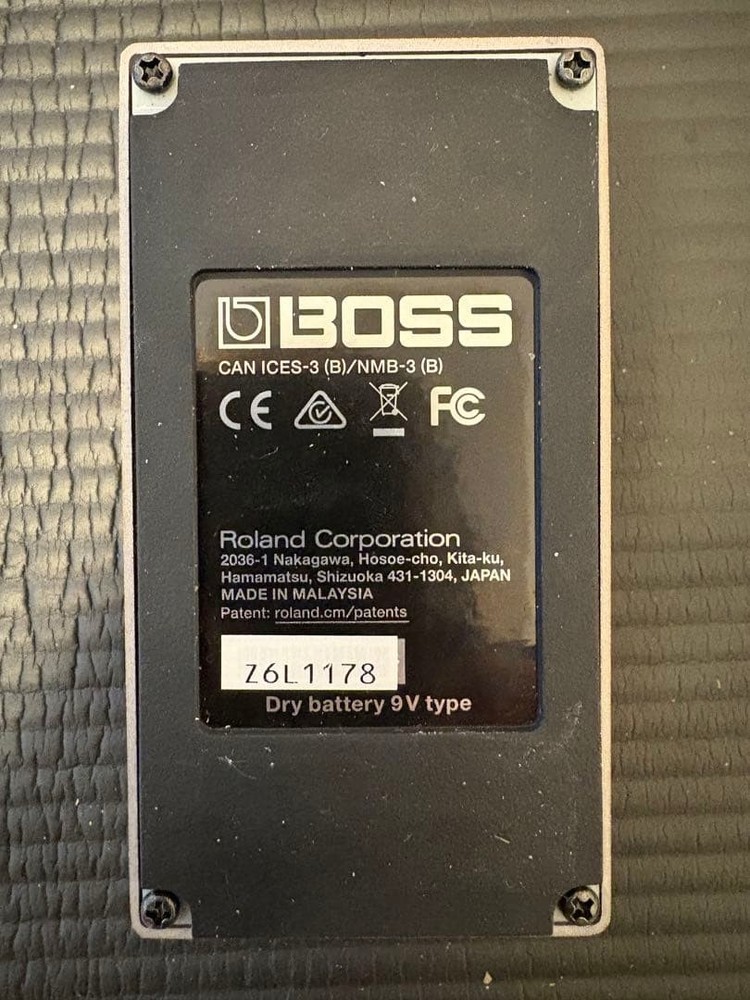 BOSS
CAN ICES-3 (B)/NMB-3 (B)
CE FC
Roland Corporation
2036-1 Nakagawa, Hosoe-cho, Kita-ku,
Hamamatsu, Shizuoka 431-1304, JAPAN
MADE IN MALAYSIA
Patent: roland.cm/patents
Z6L1178
Dry battery 9V type